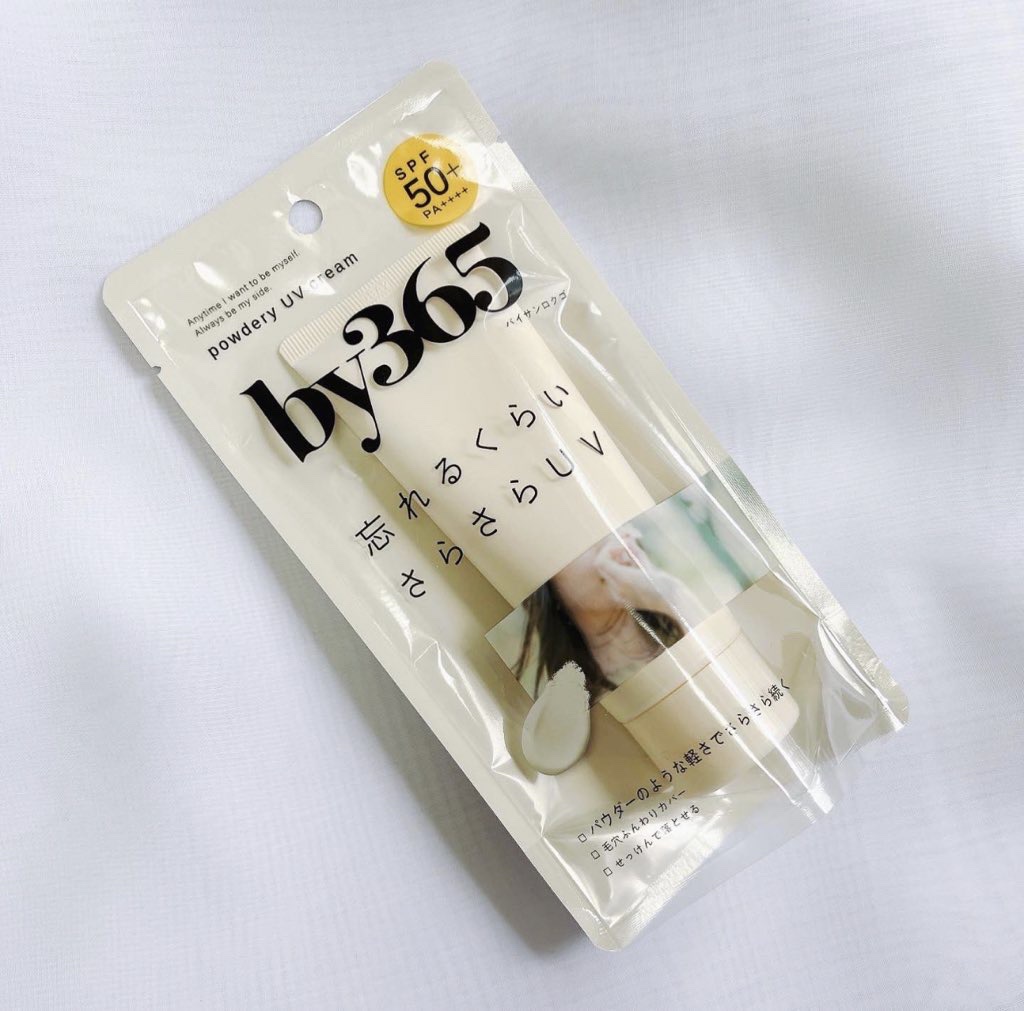 SPF
50+
PA++++
Anytime I want to be myself.
Always be my side.
powdery UV cream
by365
バイサンロクゴ
忘れるくらい
さらさらUV
□ パウダーのような軽さでさらさら続く
□ 毛穴ふんわりカバー
□ せっけんで落とせる